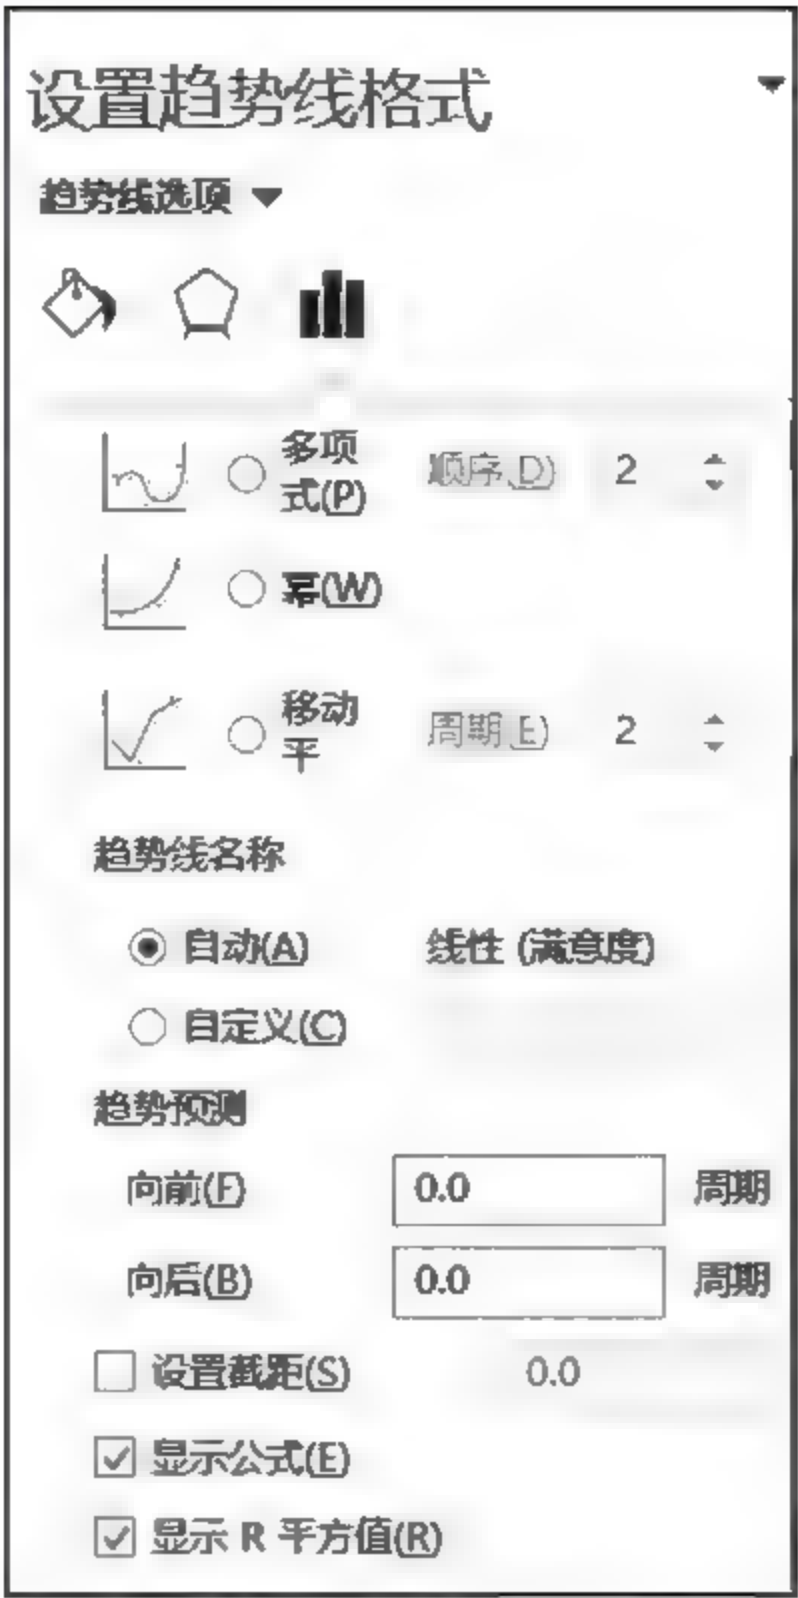 设置趋势线格式
趋势线选项
多项
式(P)
顺序(D)
2
幂(W)
移动
平
周期(E)
2
趋势线名称
自动(A)
线性 (满意度)
自定义(C)
趋势预测
向前(F)
0.0
周期
向后(B)
0.0
周期
设置截距(S)
0.0
显示公式(E)
显示 R 平方值(R)